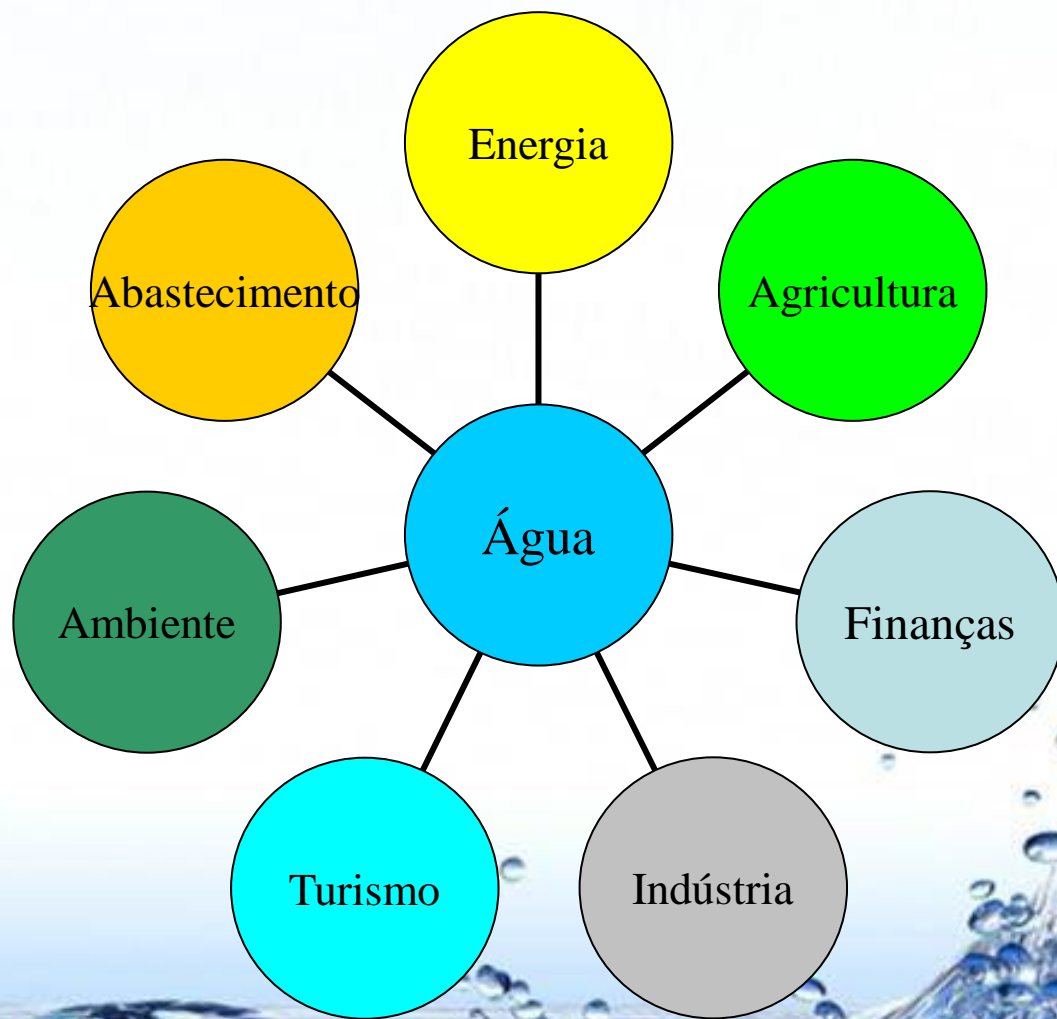 Energia
Abastecimento
Agricultura
Água
Ambiente
Finanças
Turismo
Indústria